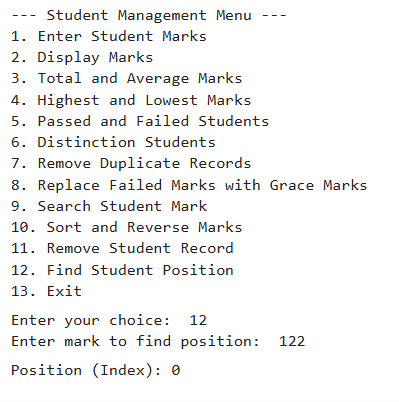 --- Student Management Menu ---
1. Enter Student Marks
2. Display Marks
3. Total and Average Marks
4. Highest and Lowest Marks
5. Passed and Failed Students
6. Distinction Students
7. Remove Duplicate Records
8. Replace Failed Marks with Grace Marks
9. Search Student Mark
10. Sort and Reverse Marks
11. Remove Student Record
12. Find Student Position
13. Exit
Enter your choice:  12
Enter mark to find position:  122
Position (Index): 0